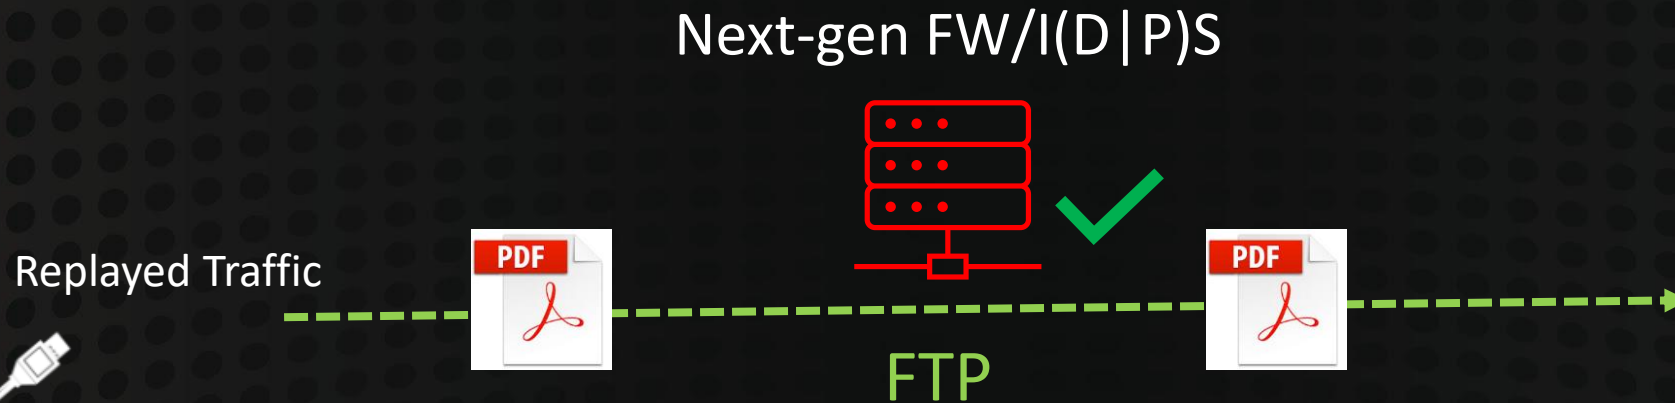 Next-gen FW/I(D|P)S
Replayed Traffic
PDF
PDF
FTP